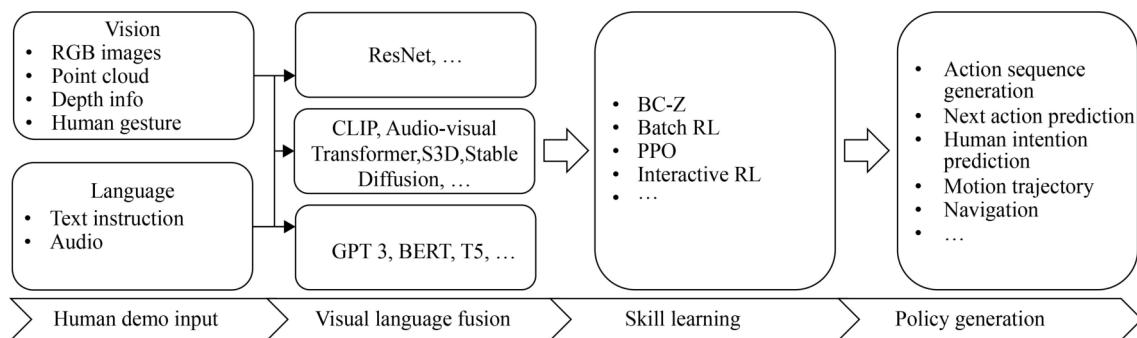 Vision
• RGB images
• Point cloud
• Depth info
• Human gesture
Language
• Text instruction
• Audio
ResNet, …
CLIP, Audio-visual
Transformer,S3D,Stable
Diffusion, …
GPT 3, BERT, T5, …
• BC-Z
• Batch RL
• PPO
• Interactive RL
• …
• Action sequence
generation
• Next action prediction
• Human intention
prediction
• Motion trajectory
• Navigation
• …
Human demo input
Visual language fusion
Skill learning
Policy generation